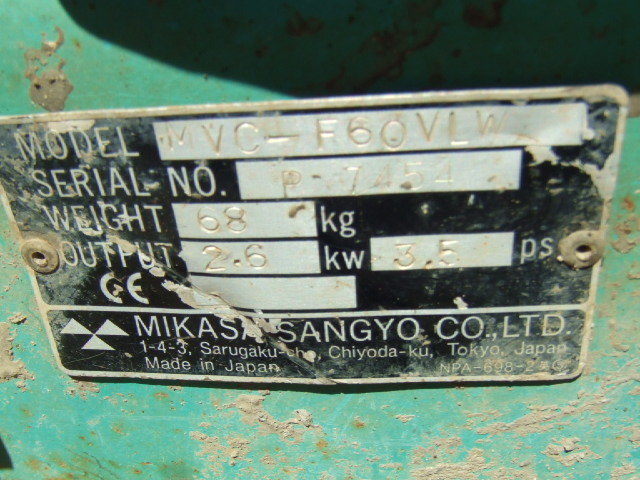 MODEL MVC-F60VLW
SERIAL NO. P 7454
WEIGHT 68 kg
OUTPUT 2.6 kw 3.5 ps
CE
MIKASA SANGYO CO., LTD.
1-4-3, Sarugaku-cho, Chiyoda-ku, Tokyo, Japan
Made in Japan